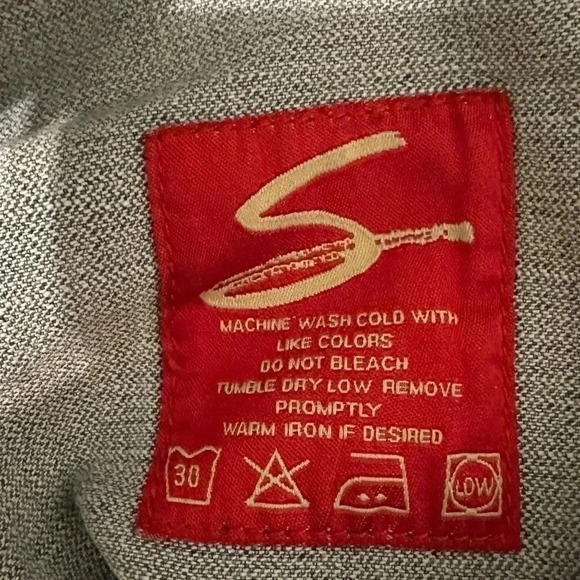 S
MACHINE WASH COLD WITH
LIKE COLORS
DO NOT BLEACH
TUMBLE DRY LOW REMOVE
PROMPTLY
WARM IRON IF DESIRED
30
LOW